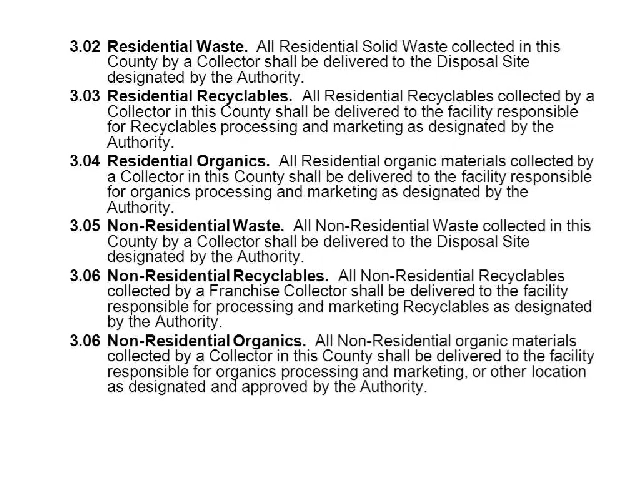 3.02 Residential Waste. All Residential Solid Waste collected in this
County by a Collector shall be delivered to the Disposal Site
designated by the Authority.
3.03 Residential Recyclables. All Residential Recyclables collected by a
Collector in this County shall be delivered to the facility responsible
for Recyclables processing and marketing as designated by the
Authority.
3.04 Residential Organics. All Residential organic materials collected by
a Collector in this County shall be delivered to the facility responsible
for organics processing and marketing as designated by the
Authority.
3.05 Non-Residential Waste. All Non-Residential Waste collected in this
County by a Collector shall be delivered to the Disposal Site
designated by the Authority.
3.06 Non-Residential Recyclables. All Non-Residential Recyclables
collected by a Franchise Collector shall be delivered to the facility
responsible for processing and marketing Recyclables as designated
by the Authority.
3.06 Non-Residential Organics. All Non-Residential organic materials
collected by a Collector in this County shall be delivered to the facility
responsible for organics processing and marketing, or other location
as designated and approved by the Authority.